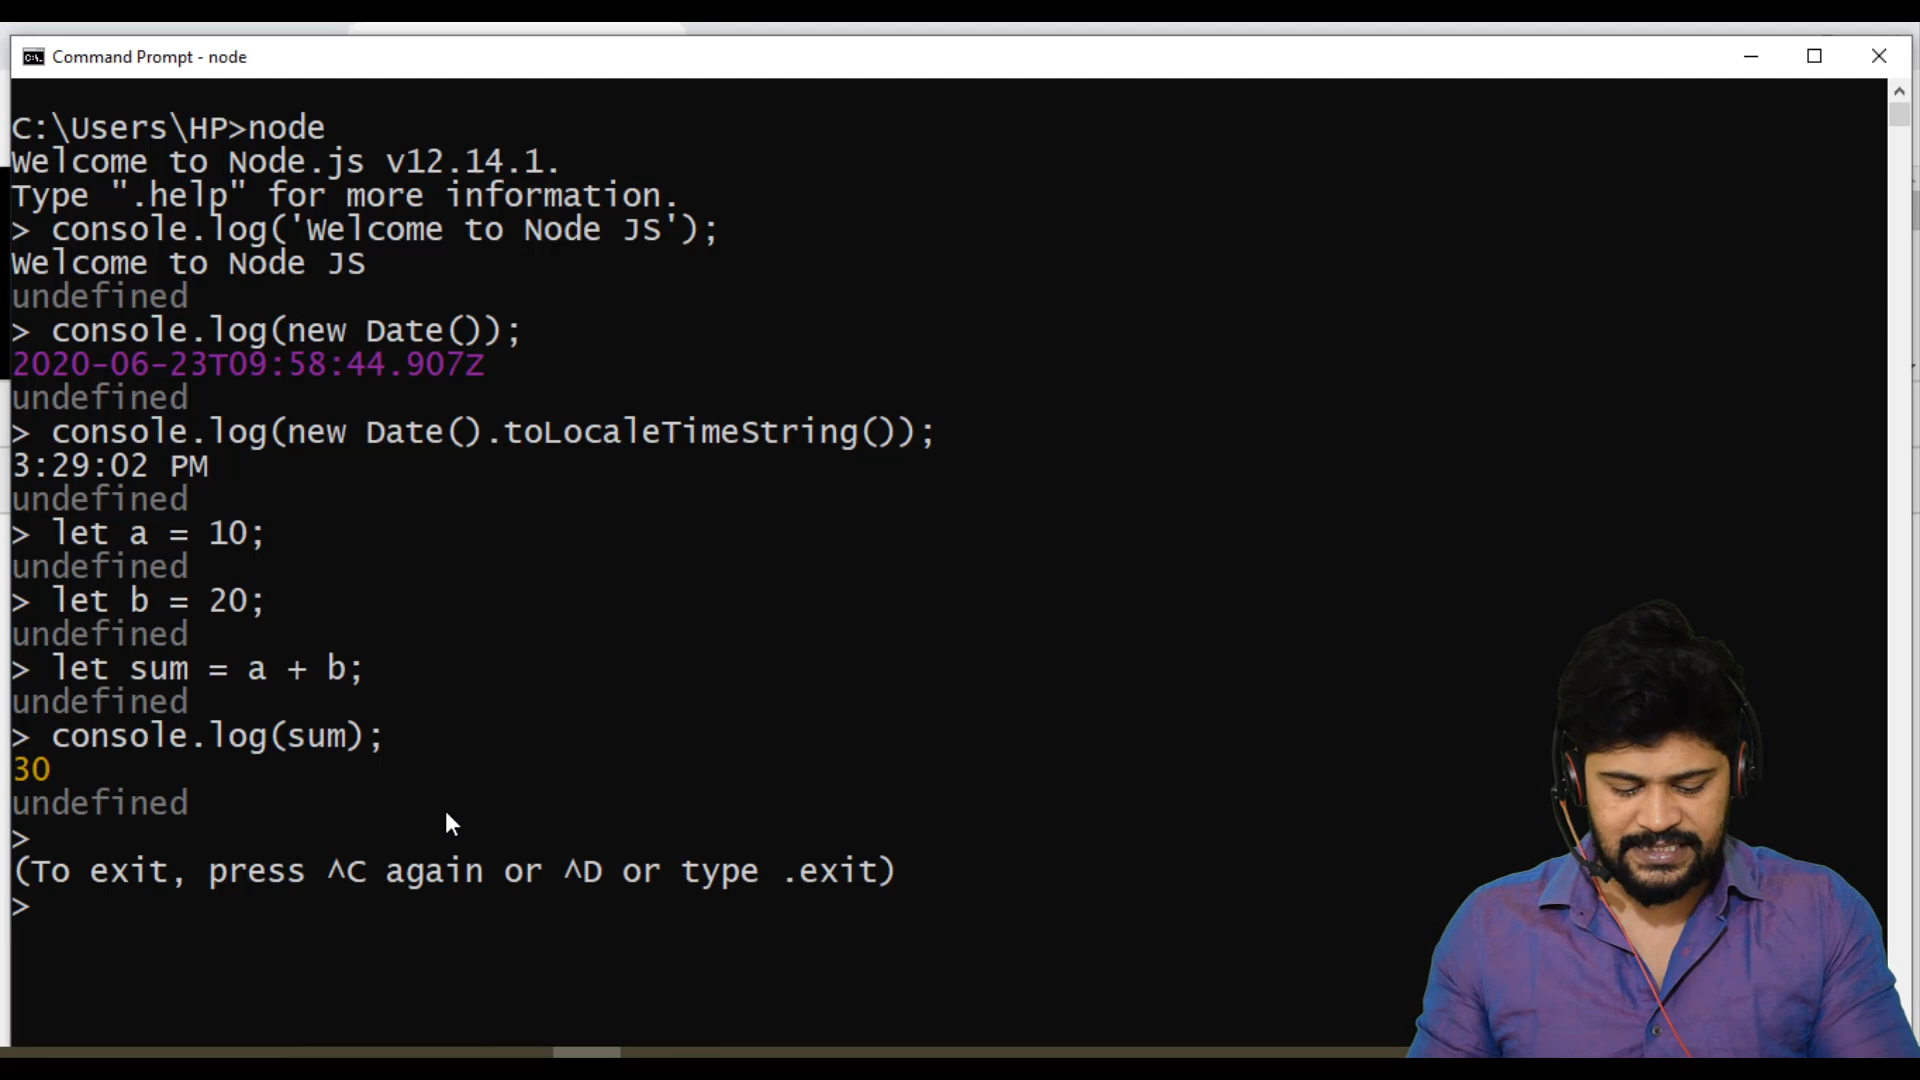 Command Prompt - node
C:\Users\HP>node
Welcome to Node.js v12.14.1.
Type ".help" for more information.
> console.log('Welcome to Node JS');
Welcome to Node JS
undefined
> console.log(new Date());
2020-06-23T09:58:44.907Z
undefined
> console.log(new Date().toLocaleTimeString());
3:29:02 PM
undefined
> let a = 10;
undefined
> let b = 20;
undefined
> let sum = a + b;
undefined
> console.log(sum);
30
undefined
>
(To exit, press ^C again or ^D or type .exit)
>